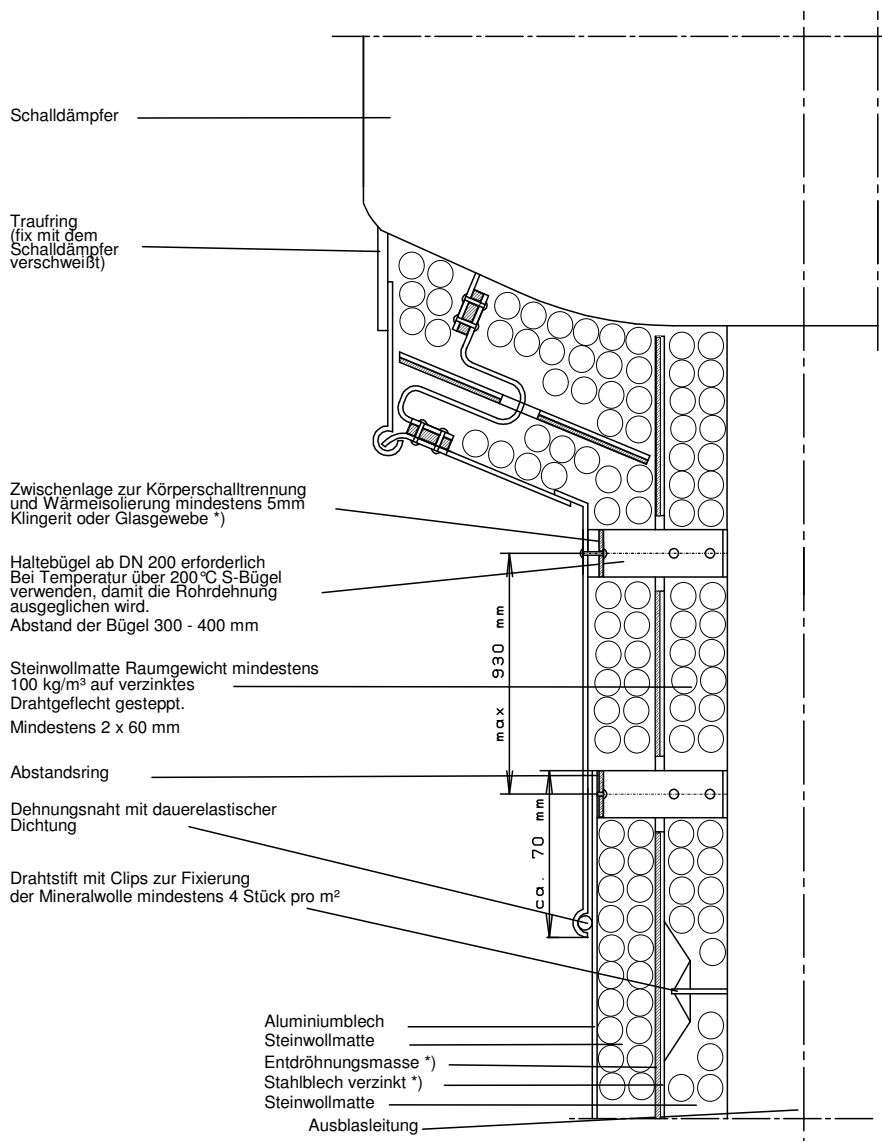 Schalldämpfer
Traufring
(fix mit dem
Schalldämpfer
verschweißt)
Zwischenlage zur Körperschalltrennung
und Wärmeisolierung mindestens 5mm
Klingerit oder Glasgewebe *)
Haltebügel ab DN 200 erforderlich
Bei Temperatur über 200°C S-Bügel
verwenden, damit die Rohrdehnung
ausgeglichen wird.
Abstand der Bügel 300 - 400 mm
max 930 mm
Steinwollmatte Raumgewicht mindestens
100 kg/m³ auf verzinktes
Drahtgeflecht gesteppt.
Mindestens 2 x 60 mm
Abstandsring
ca. 70 mm
Dehnungsnaht mit dauerelastischer
Dichtung
Drahtstift mit Clips zur Fixierung
der Mineralwolle mindestens 4 Stück pro m²
Aluminiumblech
Steinwollmatte
Entdröhnungsmasse *)
Stahlblech verzinkt *)
Steinwollmatte
Ausblasleitung